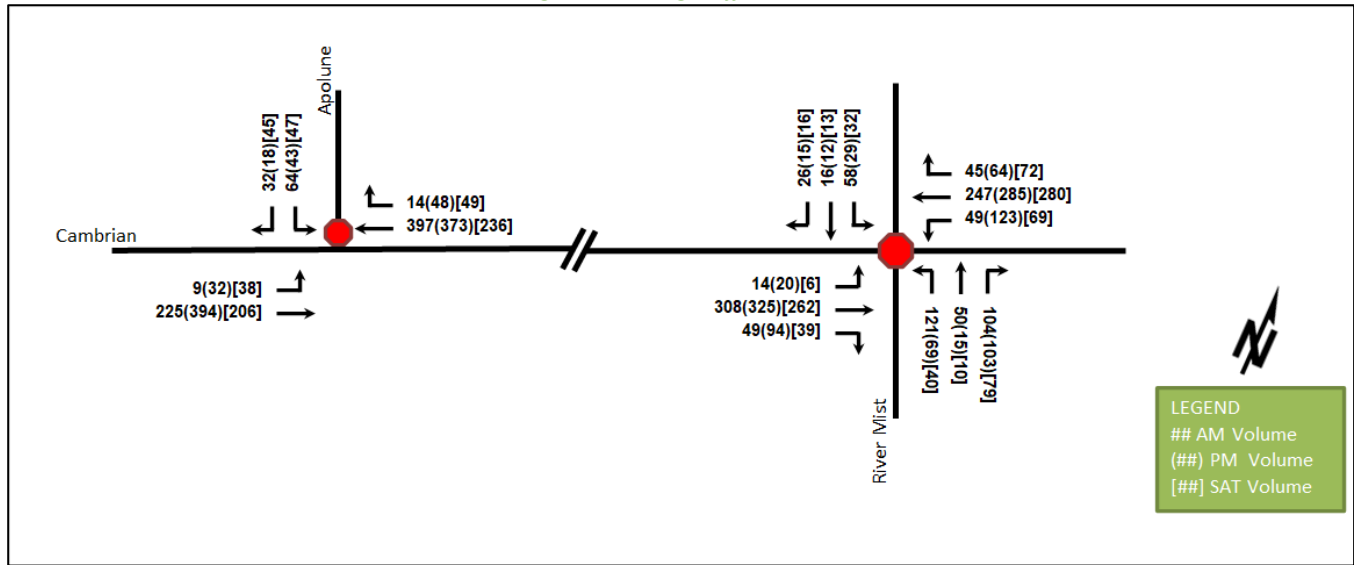 Apolune
32(18)[45]
64(43)[47]
14(48)[49]
397(373)[236]
Cambrian
9(32)[38]
225(394)[206]
26(15)[16]
16(12)[13]
58(29)[32]
45(64)[72]
247(285)[280]
49(123)[69]
14(20)[6]
308(325)[262]
49(94)[39]
121(69)[40]
50(15)[10]
104(103)[79]
River Mist
N
LEGEND
## AM Volume
(##) PM Volume
[##] SAT Volume